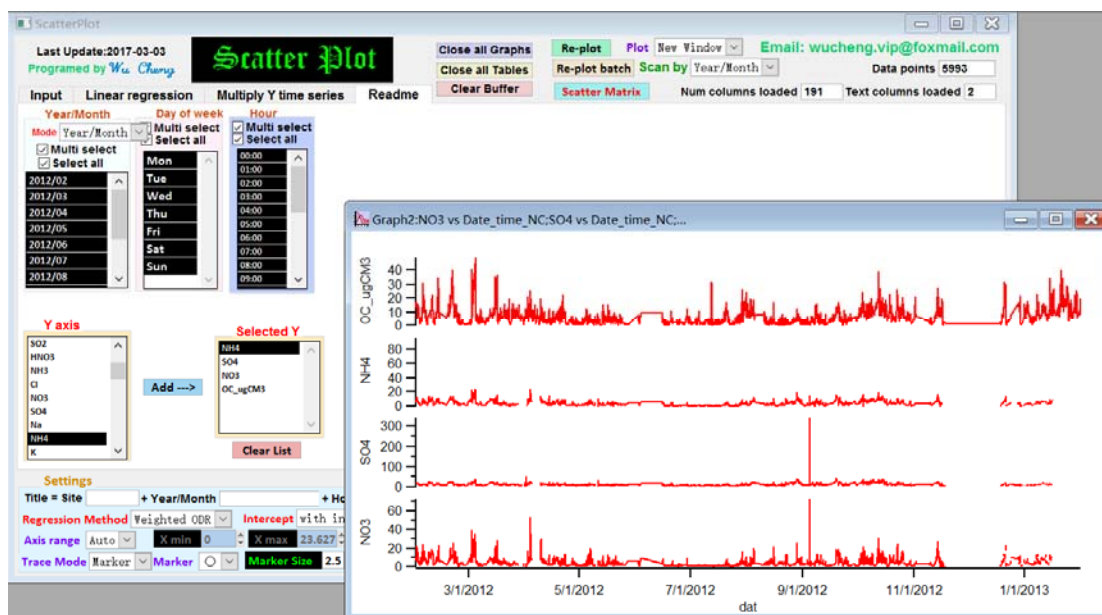 ScatterPlot
Last Update:2017-03-03
Programed by Wu Cheng
Scatter Plot
Close all Graphs
Close all Tables
Clear Buffer
Re-plot Plot New Window Email: wucheng.vip@foxmail.com
Re-plot batch Scan by Year/Month Data points 5993
Scatter Matrix Num columns loaded 191 Text columns loaded 2
Input Linear regression Multiply Y time series Readme
Year/Month
Mode Year/Month
Multi select
Select all
2012/02
2012/03
2012/04
2012/05
2012/06
2012/07
2012/08
Day of week
Multi select
Select all
Mon
Tue
Wed
Thu
Fri
Sat
Sun
Hour
Multi select
Select all
00:00
01:00
02:00
03:00
04:00
05:00
06:00
07:00
08:00
09:00
Y axis
SO2
HNO3
NH3
Cl
NO3
SO4
Na
NH4
K
Add --->
Selected Y
NH4
SO4
NO3
OC_ugCM3
Clear List
Settings
Title = Site + Year/Month + Ho
Regression Method Weighted ODR Intercept with in
Axis range Auto X min 0 X max 23.627
Trace Mode Marker Marker Marker Size 2.5
Graph2:NO3 vs Date_time_NC;SO4 vs Date_time_NC;...
OC_ugCM3
40
30
20
10
0
NH4
80
60
40
20
0
SO4
300
200
100
0
NO3
60
40
20
0
3/1/2012 5/1/2012 7/1/2012 9/1/2012 11/1/2012 1/1/2013
dat